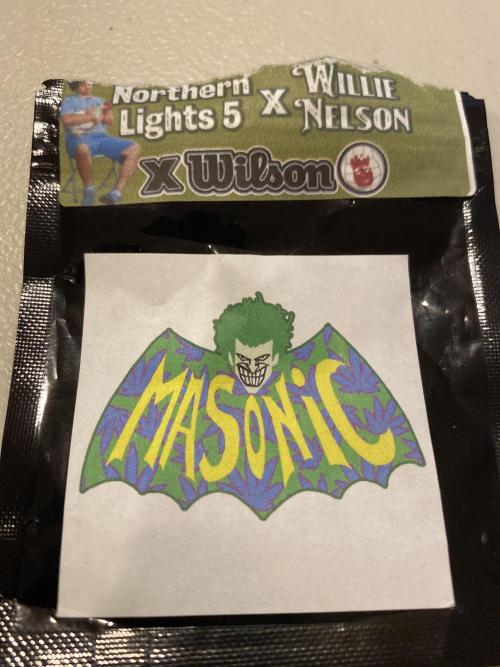 Northern Lights 5 X WILLIE NELSON
X Wilson
MASONIC